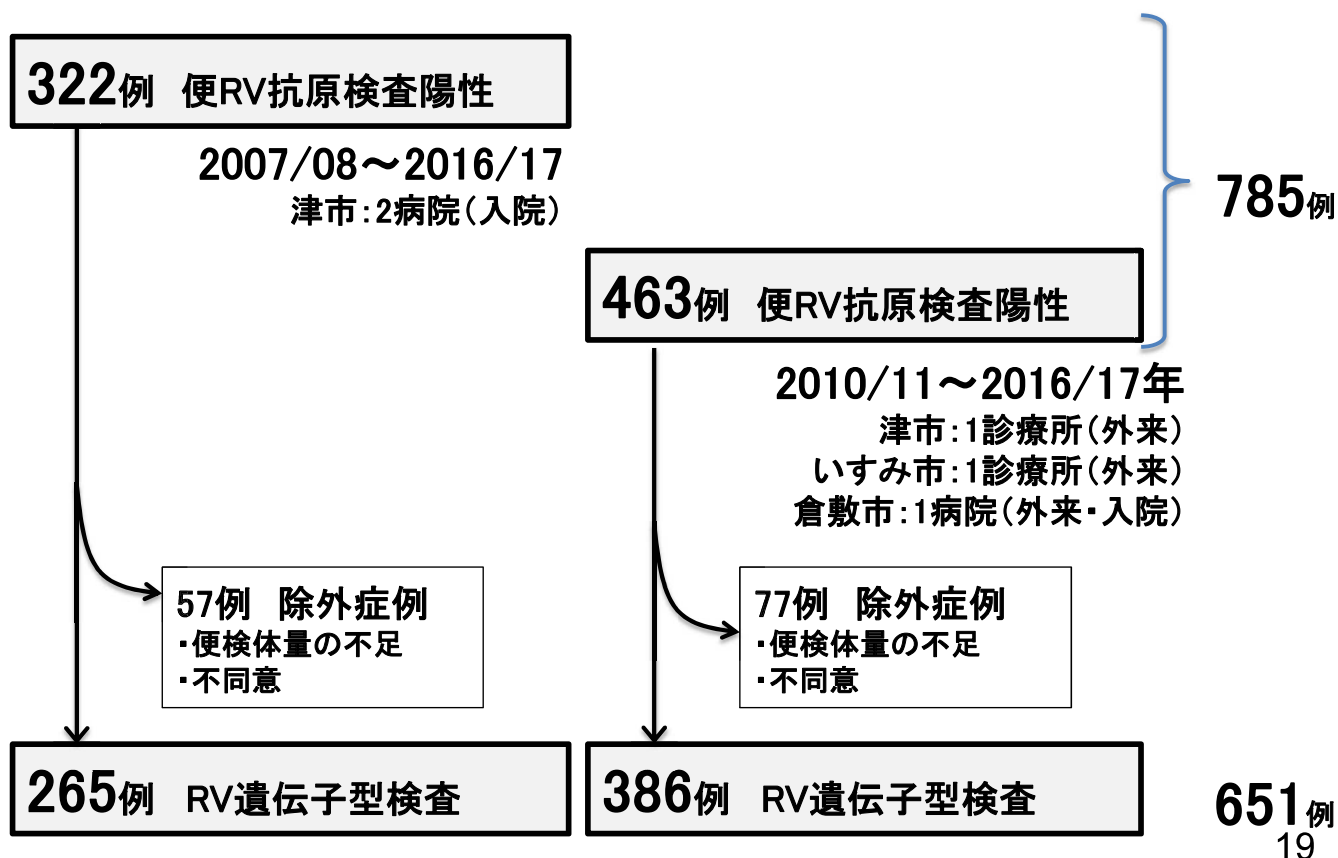 322例 便RV抗原検査陽性
2007/08～2016/17
津市：2病院（入院）
785例
463例 便RV抗原検査陽性
2010/11～2016/17年
津市：1診療所（外来）
いすみ市：1診療所（外来）
倉敷市：1病院（外来・入院）
57例 除外症例
・便検体量の不足
・不同意
77例 除外症例
・便検体量の不足
・不同意
265例 RV遺伝子型検査
386例 RV遺伝子型検査
651例
19